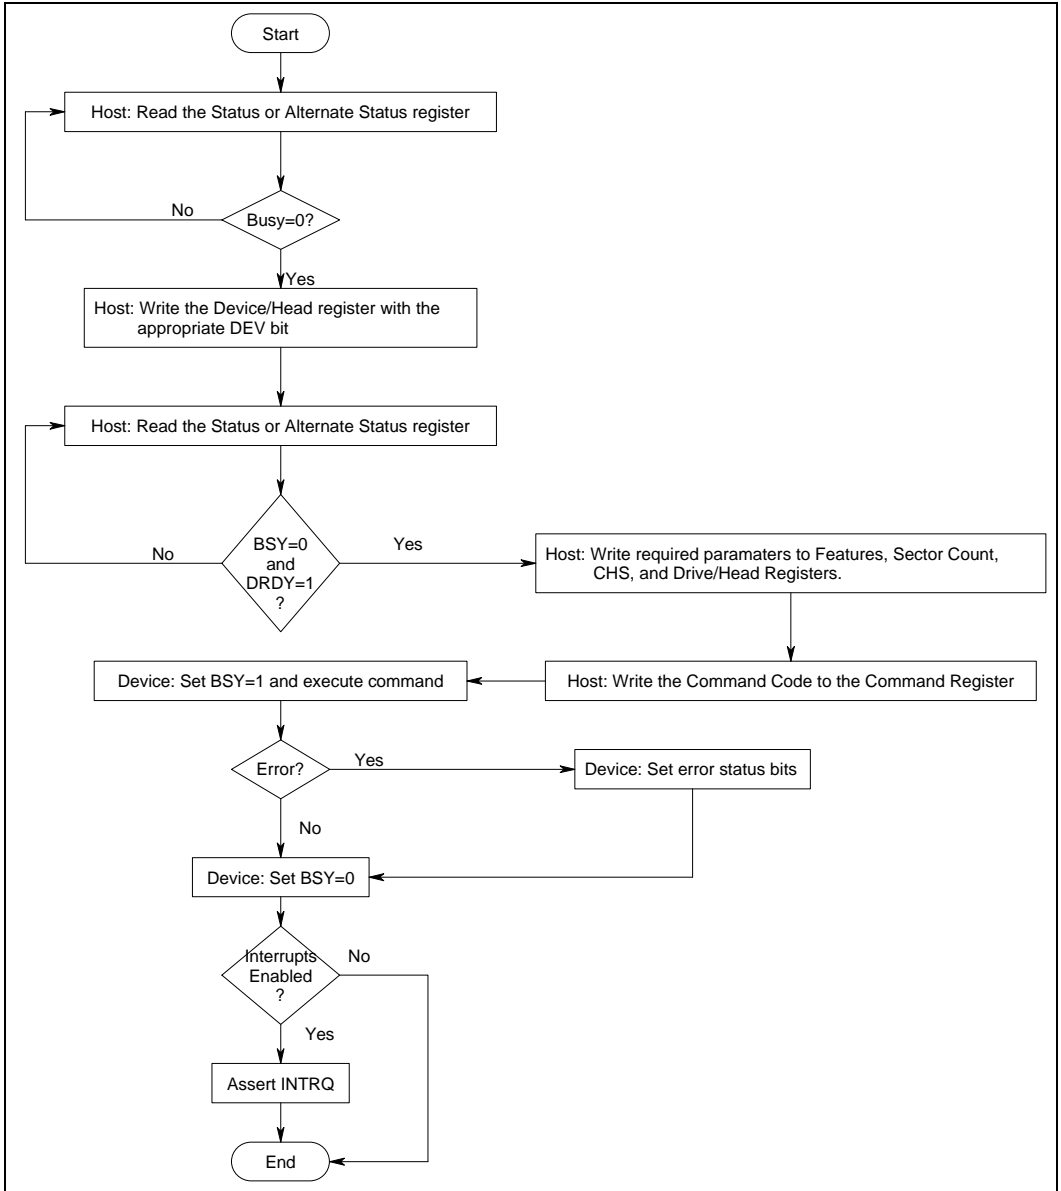 Start
Host: Read the Status or Alternate Status register
No
Busy=0?
Yes
Host: Write the Device/Head register with the
appropriate DEV bit
Host: Read the Status or Alternate Status register
No
BSY=0
and
DRDY=1
?
Yes
Host: Write required paramaters to Features, Sector Count,
CHS, and Drive/Head Registers.
Device: Set BSY=1 and execute command
Host: Write the Command Code to the Command Register
Error?
Yes
Device: Set error status bits
No
Device: Set BSY=0
Interrupts
Enabled
?
No
Yes
Assert INTRQ
End